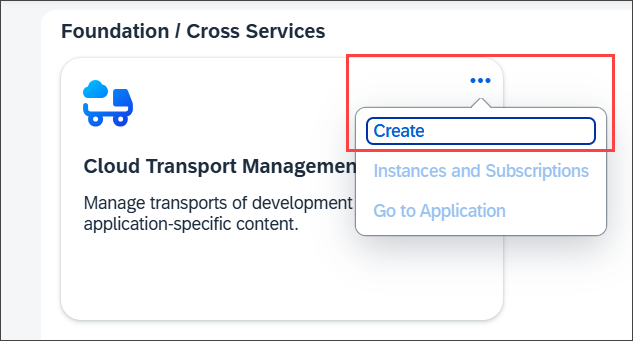 Foundation / Cross Services
•••
Create
Cloud Transport Managemen
Instances and Subscriptions
Manage transports of development
Go to Application
application-specific content.